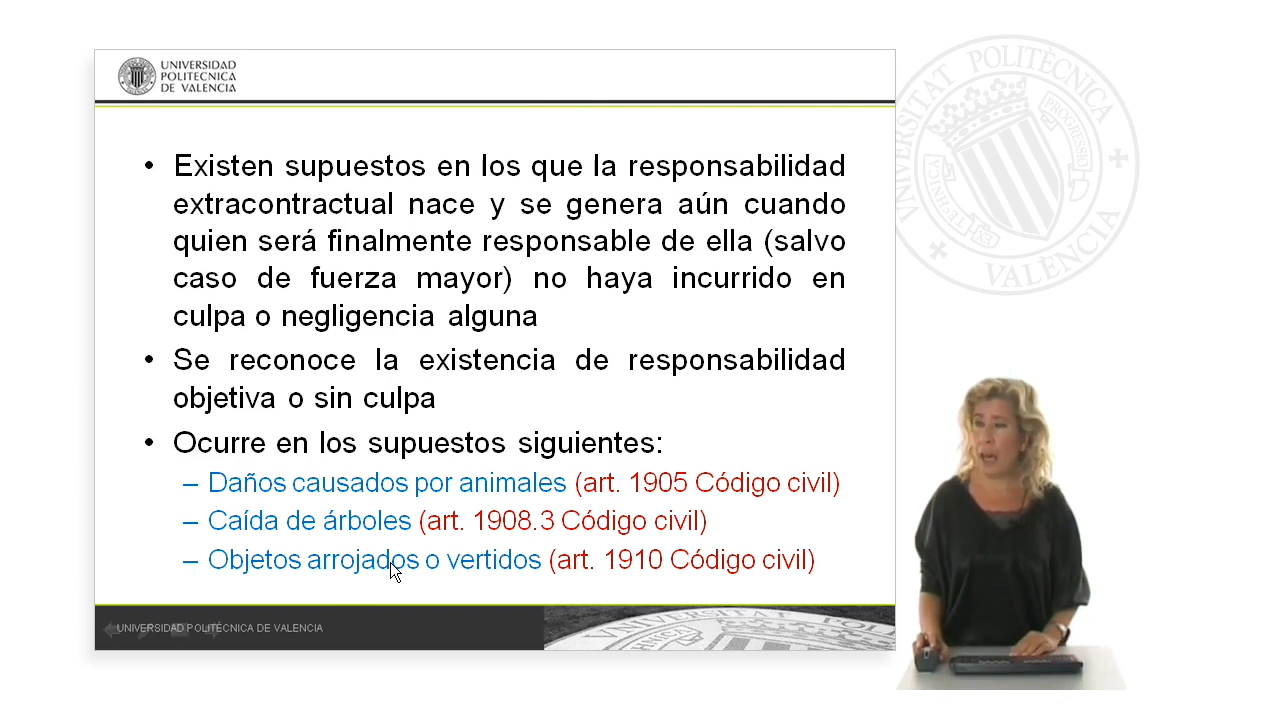 UNIVERSIDAD
POLITECNICA
DE VALENCIA
• Existen supuestos en los que la responsabilidad
extracontractual nace y se genera aún cuando
quien será finalmente responsable de ella (salvo
caso de fuerza mayor) no haya incurrido en
culpa o negligencia alguna
• Se reconoce la existencia de responsabilidad
objetiva o sin culpa
• Ocurre en los supuestos siguientes:
– Daños causados por animales (art. 1905 Código civil)
– Caída de árboles (art. 1908.3 Código civil)
– Objetos arrojados o vertidos (art. 1910 Código civil)
UNIVERSIDAD POLITÉCNICA DE VALENCIA
UNIVERSITAT POLITÈCNICA
VALÈNCIA